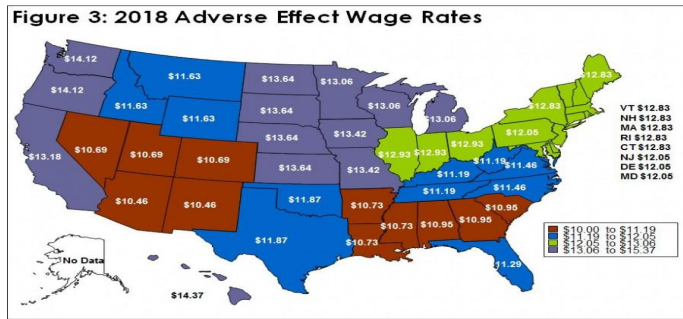 Figure 3: 2018 Adverse Effect Wage Rates
$14.12
$14.12
$11.63
$11.63
$11.63
$13.64
$13.64
$13.64
$13.64
$13.06
$13.06
$13.06
$13.42
$13.42
$13.18
$10.69
$10.69
$10.69
$10.46
$10.46
$11.87
$11.87
$12.93
$12.93
$12.93
$12.83
$12.83
$12.05
$11.19
$11.46
$11.19
$11.19
$11.46
$10.73
$10.73
$10.73
$10.95
$10.95
$10.95
11.29
VT $12.83
NH $12.83
MA $12.83
RI $12.83
CT $12.83
NJ $12.05
DE $12.05
MD $12.05
$10.00 to $11.19
$11.19 to $12.05
$12.05 to $13.06
$13.06 to $15.37
No Data
$14.37